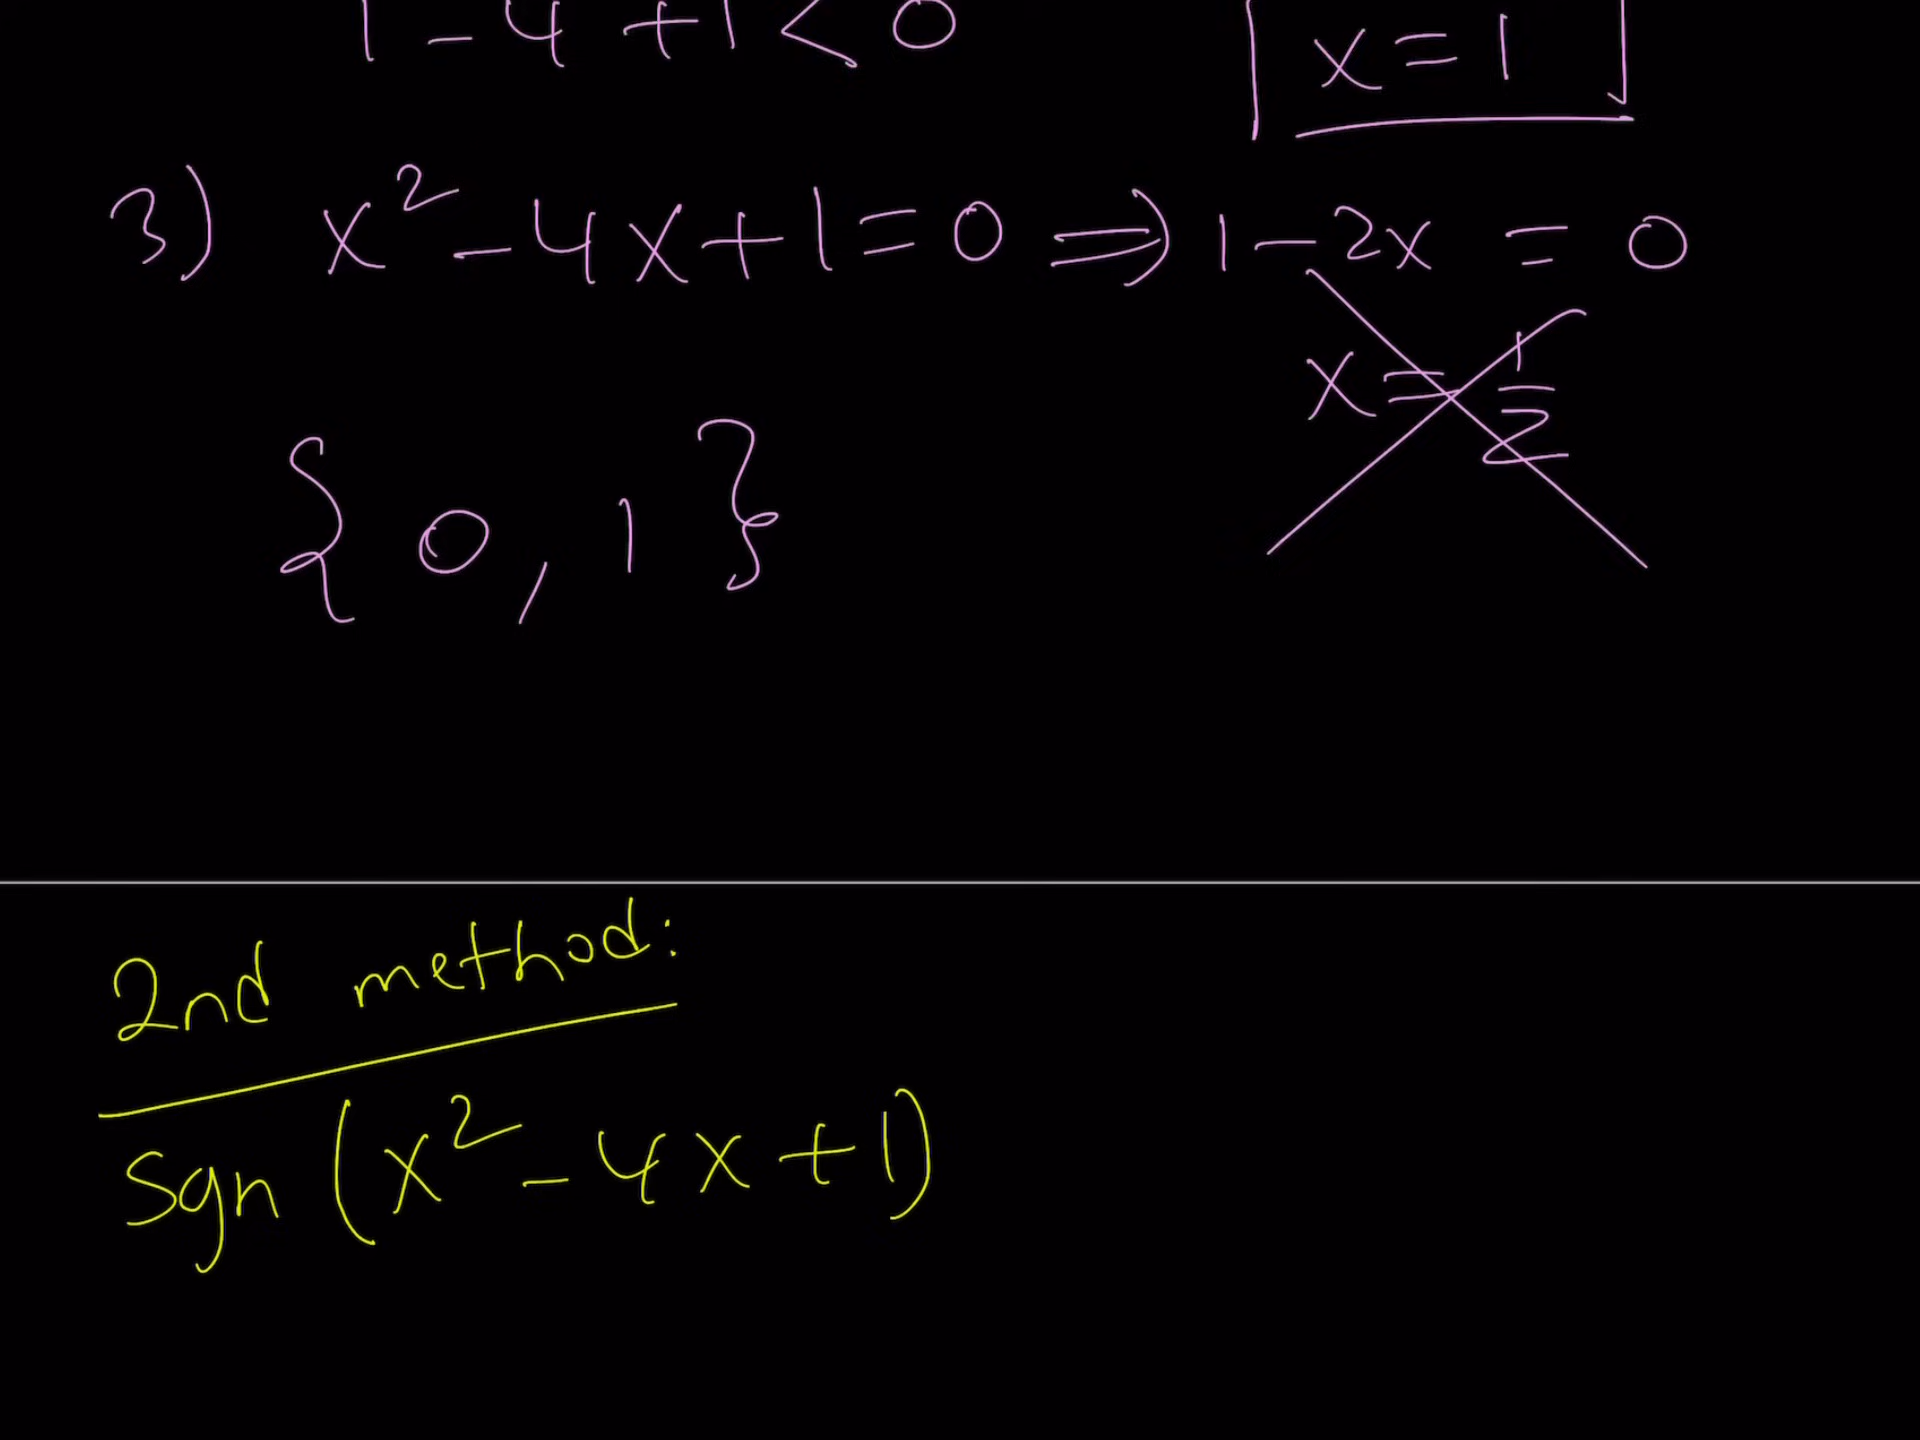 1 - 4 + 1 < 0
x = 1
3) x² - 4x + 1 = 0 ⇒ 1 - 2x = 0
x = 1/2
{ 0, 1 }
2nd method:
sgn (x² - 4x + 1)